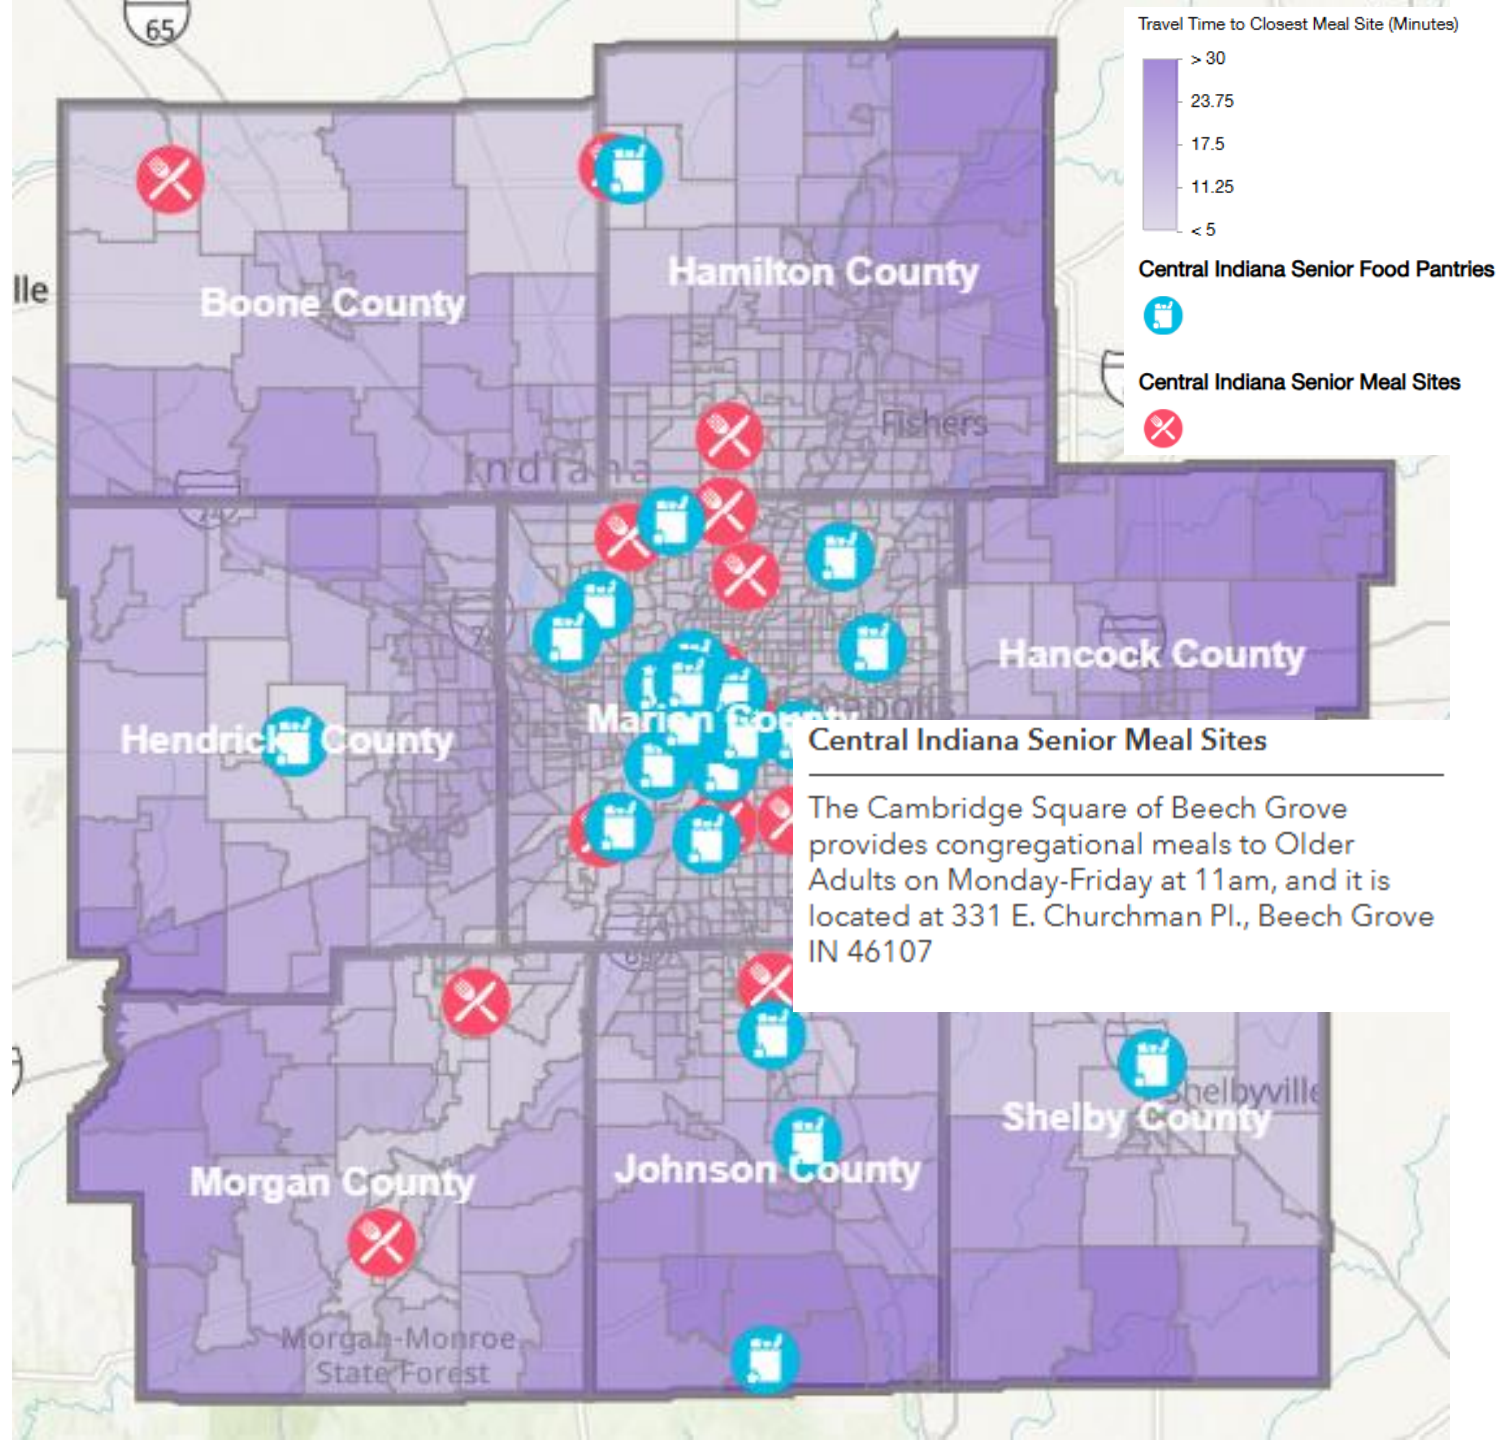 65
Travel Time to Closest Meal Site (Minutes)
> 30
23.75
17.5
11.25
< 5
Central Indiana Senior Food Pantries
Central Indiana Senior Meal Sites
lle
Boone County
Hamilton County
Fishers
Indiana
Hancock County
Hendricks County
Marion County
Central Indiana Senior Meal Sites
The Cambridge Square of Beech Grove
provides congregational meals to Older
Adults on Monday-Friday at 11am, and it is
located at 331 E. Churchman Pl., Beech Grove
IN 46107
Shelbyville
Shelby County
Morgan County
Johnson County
Morgan-Monroe
State Forest